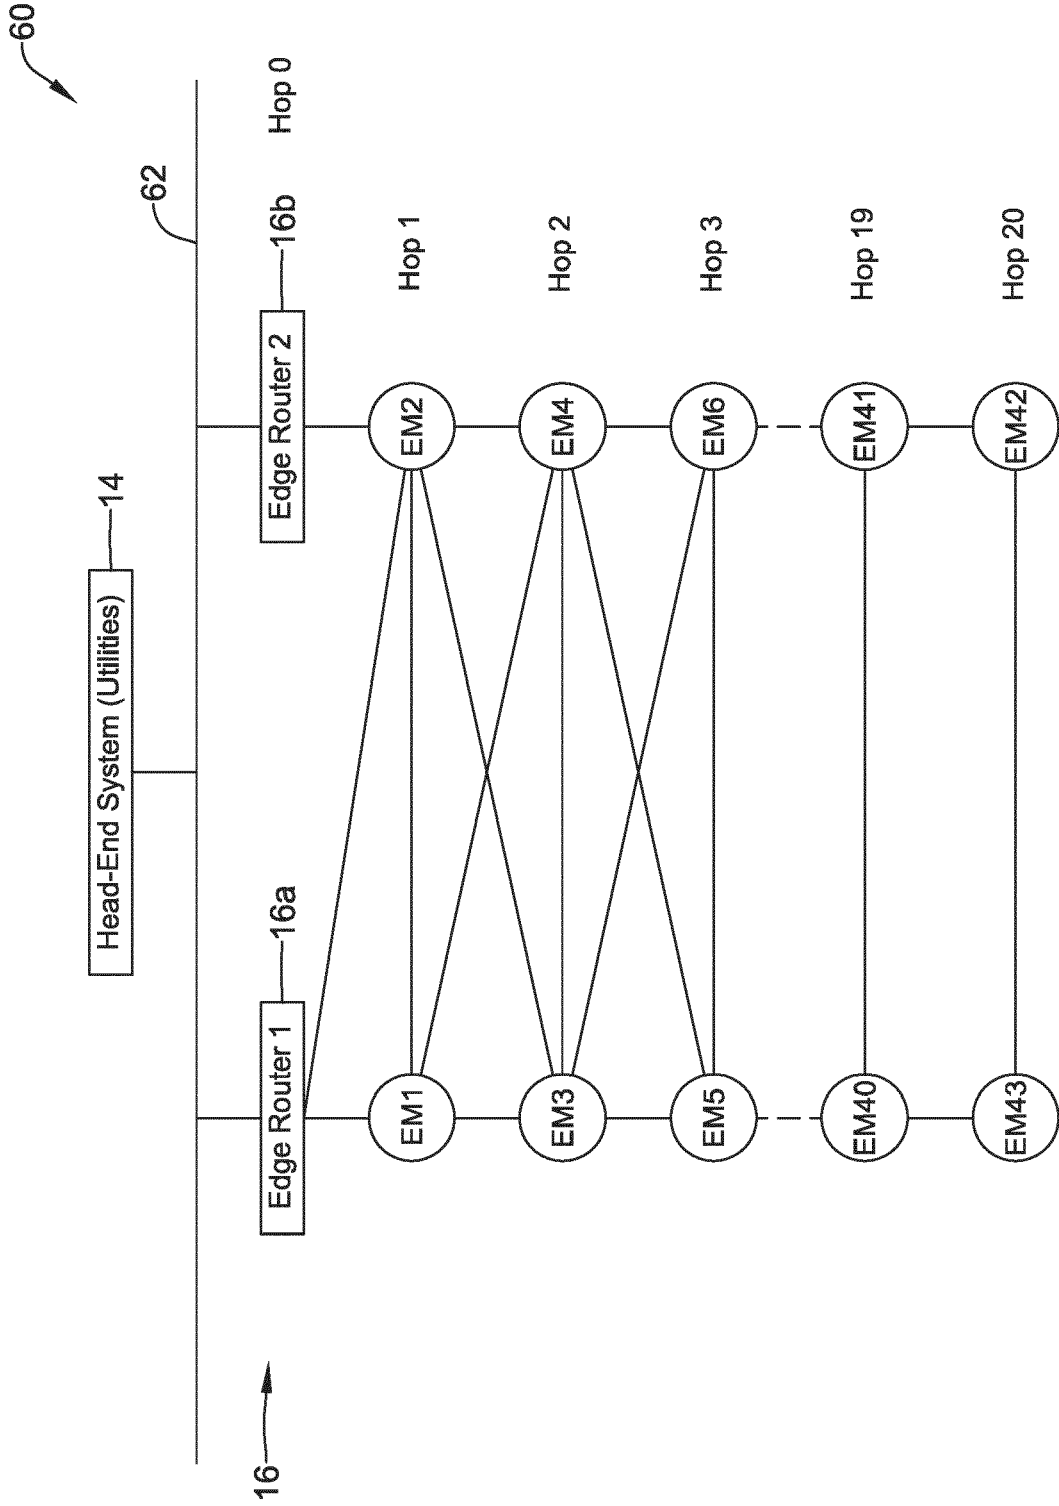 60
Head-End System (Utilities)
14
62
16
Edge Router 1
16a
Edge Router 2
16b
Hop 0
EM1
EM2
Hop 1
EM3
EM4
Hop 2
EM5
EM6
Hop 3
EM40
EM41
Hop 19
EM43
EM42
Hop 20